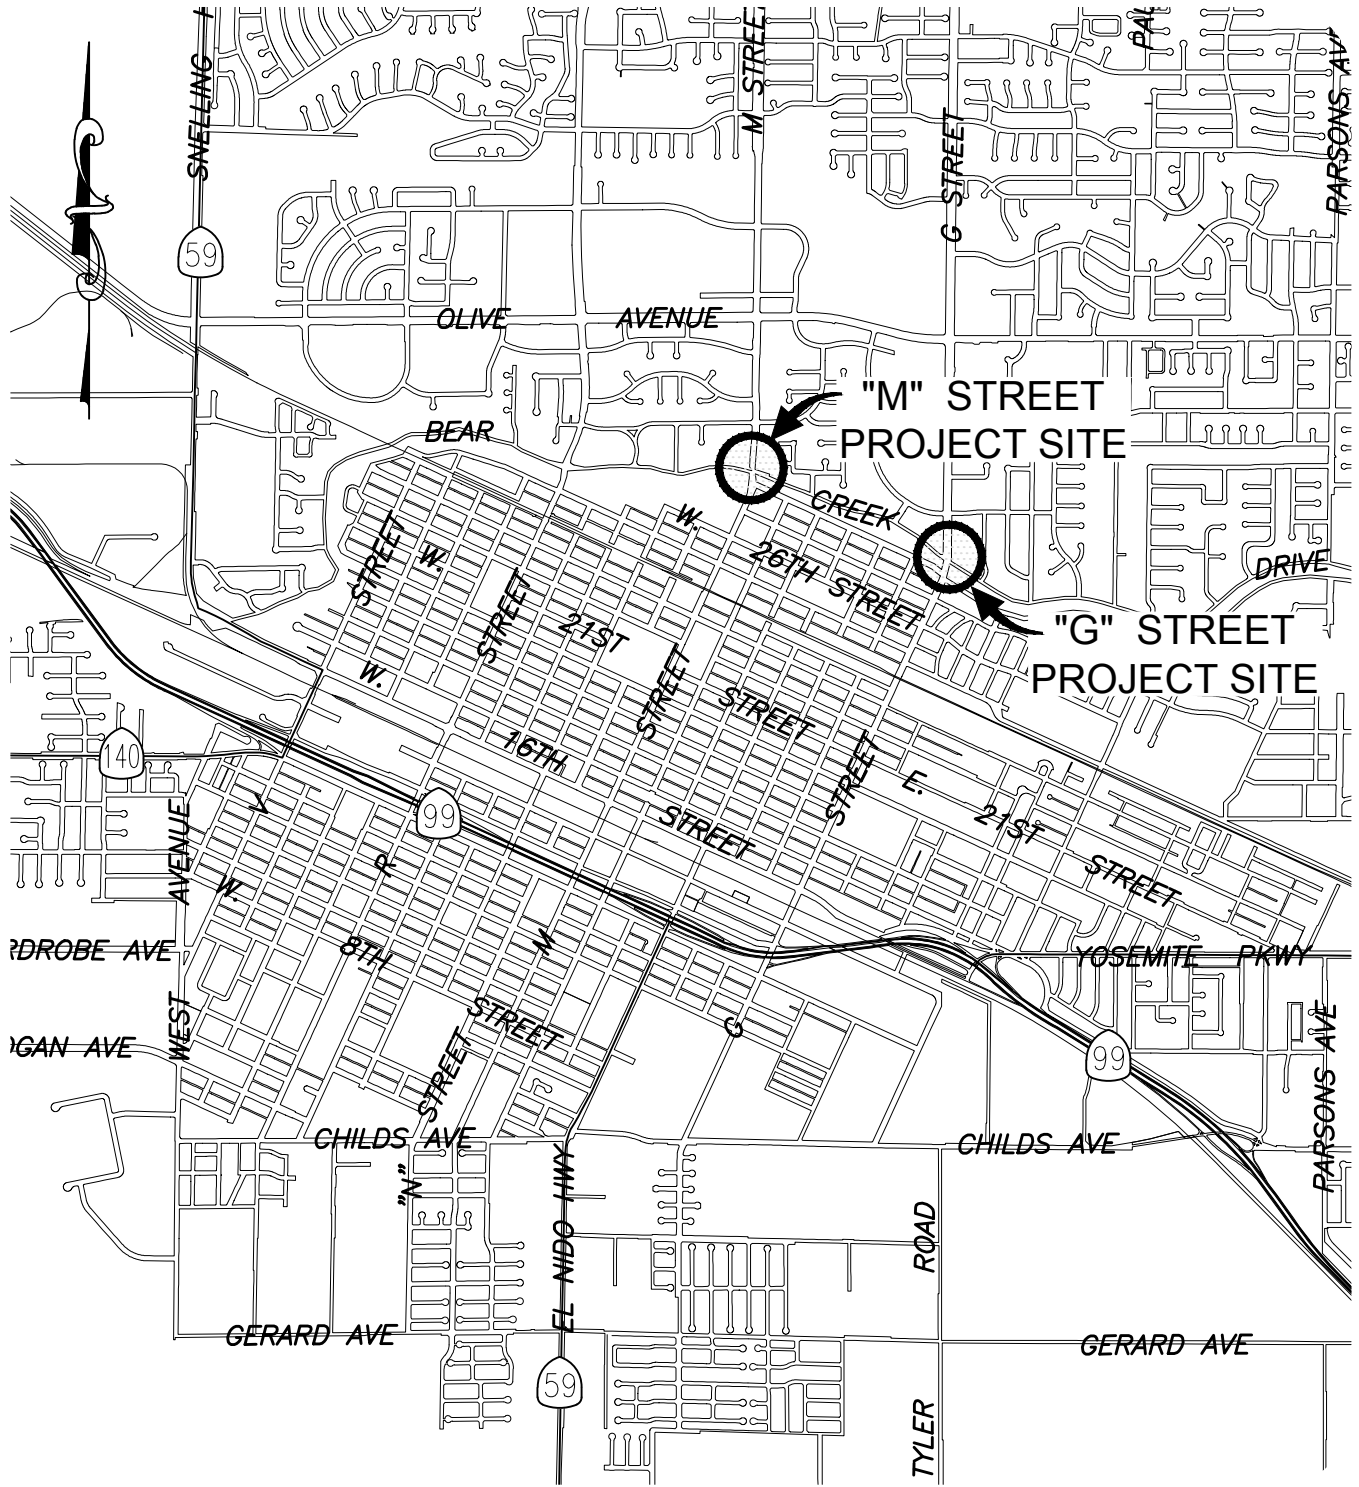 SNELLING
M STREET
G STREET
PARSONS AVE
59
OLIVE AVENUE
"M" STREET
PROJECT SITE
BEAR CREEK DRIVE
W. 26TH STREET
"G" STREET
PROJECT SITE
W. 21ST STREET
E. 21ST STREET
W. 16TH STREET
140
99
V STREET
R STREET
M STREET
G STREET
WEST AVENUE
W. 8TH STREET
RDROBE AVE
YOSEMITE PKWY
OGAN AVE
99
PARSONS AVE
CHILDS AVE
CHILDS AVE
"N" STREET
EL NIDO HWY
TYLER ROAD
GERARD AVE
GERARD AVE
59